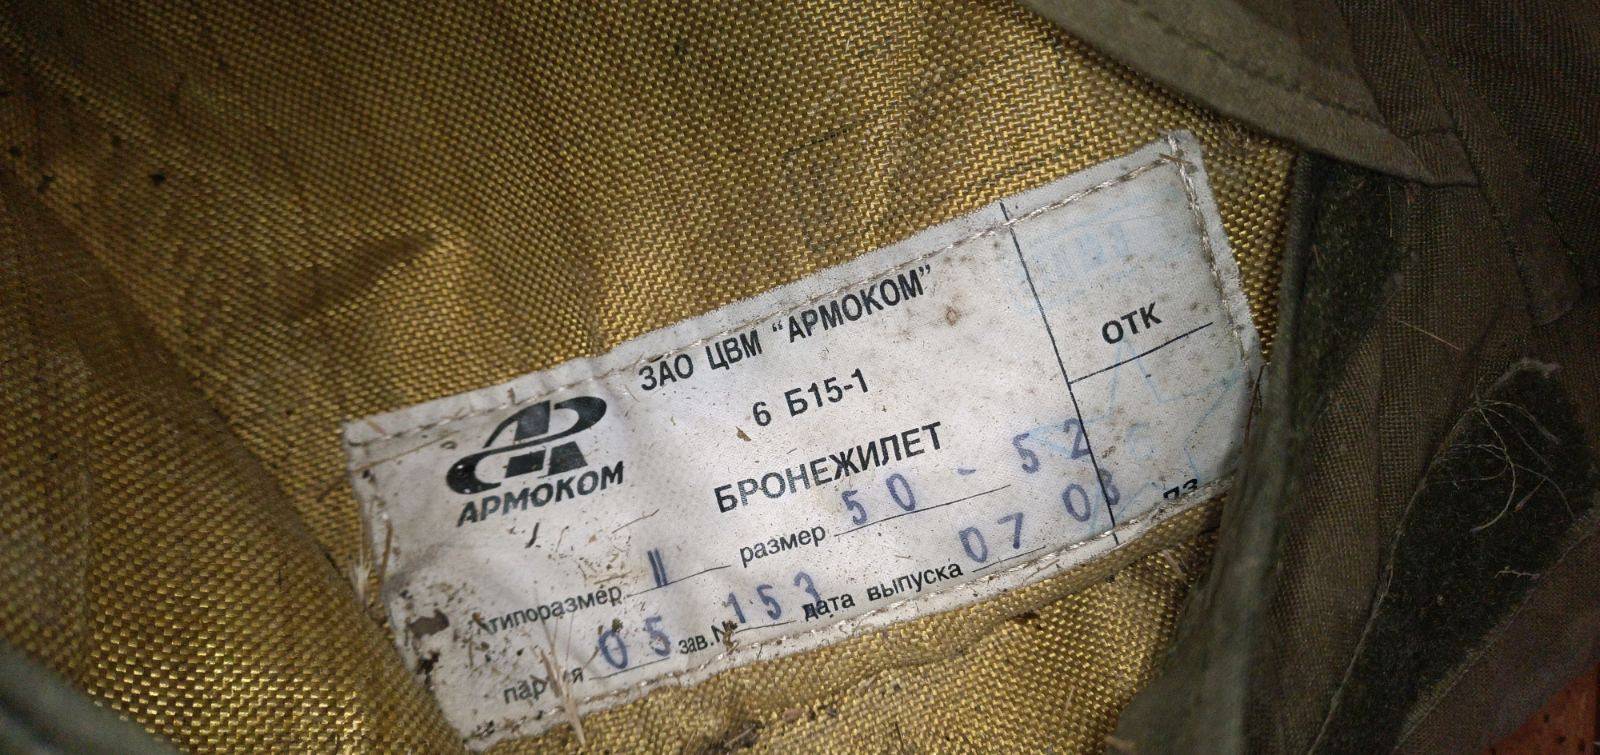 ЗАО ЦВМ “АРМОКОМ”
6 Б15-1
БРОНЕЖИЛЕТ
АРМОКОМ
типоразмер II размер 50 - 52
партия 05 зав.№ 153 дата выпуска 07 08
ОТК
ПЗ